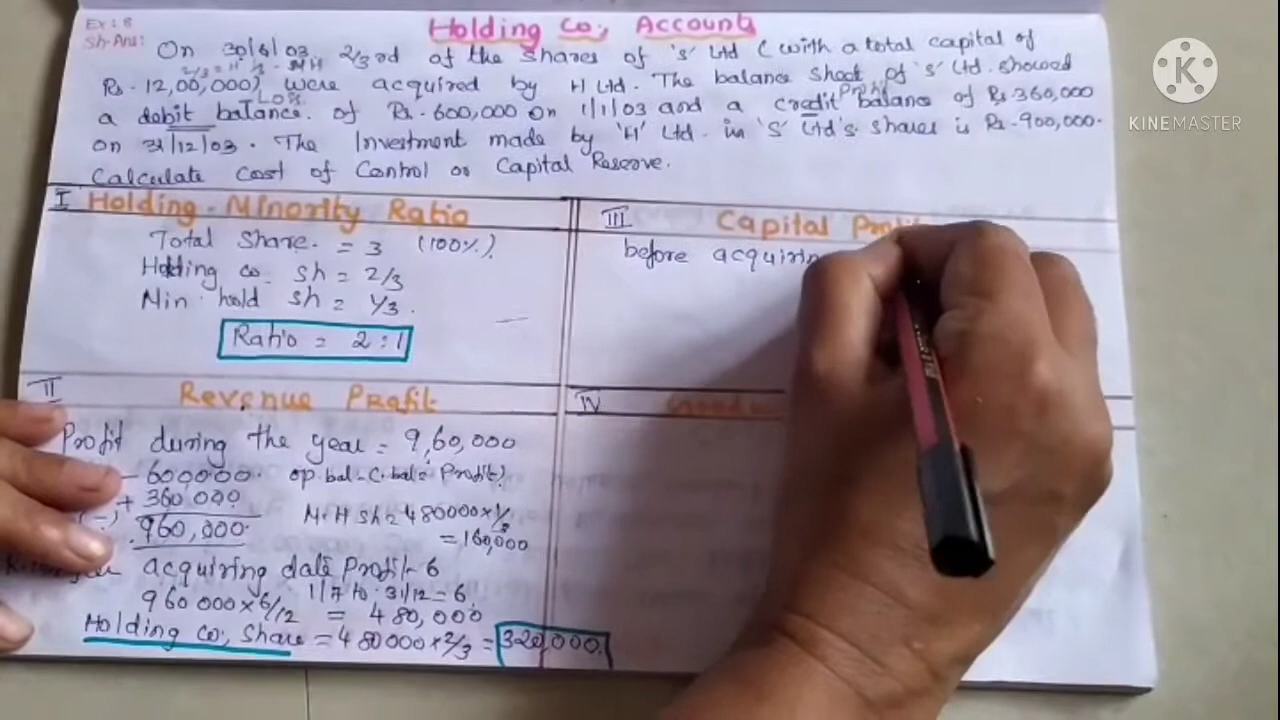 Ex: 8
Holding Co; Accounts
Sh-Ans:
On 30/6/03 2/3rd of the shares of 'S' Ltd (with a total capital of
Rs. 12,00,000) were acquired by H Ltd. The balance sheet of 'S' Ltd. showed
Loss
Profit
a debit balance. of Rs. 600,000 on 1/1/03 and a credit balance of Rs. 360,000
on 31/12/03. The Investment made by 'H' Ltd. in 'S' Ltd's shares is Rs. 900,000.
Calculate Cost of Control or Capital Reserve.
I Holding-Minority Ratio
Total Share. = 3 (100%)
Holding co. sh = 2/3
Min. hold sh = 1/3.
Ratio = 2:1
II Revenue Profit
Profit during the year = 9,60,000
- 600000. op.bal - C.bal = Profit)
+ 360 000
(-) 960,000
M.H Sh = 480000 x 1/3
= 160,000
acquiring date Profit - 6
1/7 to 31/12 = 6
960 000 x 6/12 = 480,000
Holding co; Share = 480000 x 2/3 = 320,000.
III Capital
before
IV
KINEMASTER